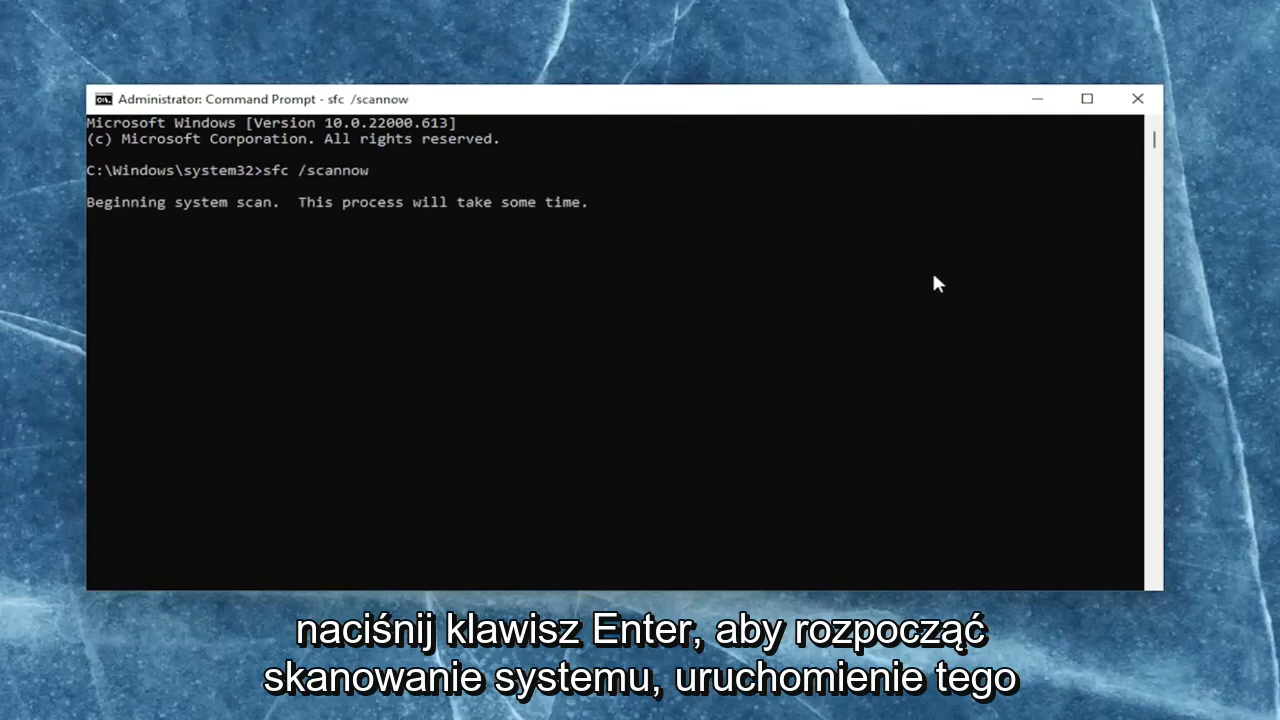 Administrator: Command Prompt - sfc  /scannow
Microsoft Windows [Version 10.0.22000.613]
(c) Microsoft Corporation. All rights reserved.
C:\Windows\system32>sfc /scannow
Beginning system scan.  This process will take some time.
naciśnij klawisz Enter, aby rozpocząć
skanowanie systemu, uruchomienie tego